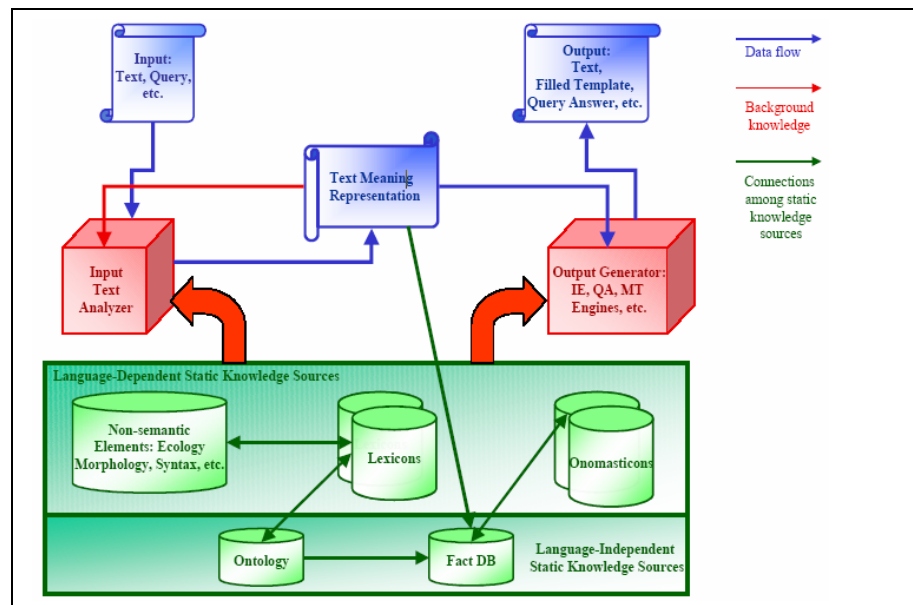 Input:
Text, Query,
etc.
Output:
Text,
Filled Template,
Query Answer, etc.
Data flow
Background
knowledge
Connections
among static
knowledge
sources
Text Meaning
Representation
Input
Text
Analyzer
Output Generator:
IE, QA, MT
Engines, etc.
Language-Dependent Static Knowledge Sources
Non-semantic
Elements: Ecology
Morphology, Syntax, etc.
Lexicons
Onomasticons
Ontology
Fact DB
Language-Independent
Static Knowledge Sources